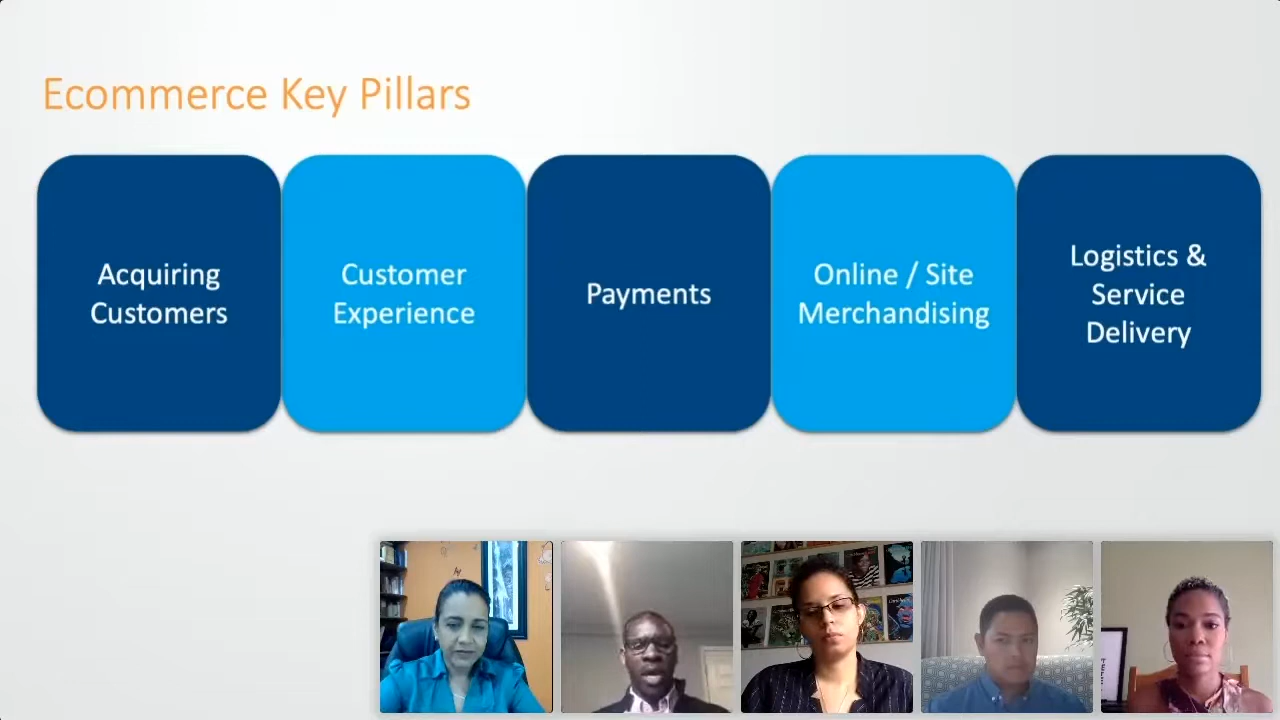 Ecommerce Key Pillars
Acquiring
Customers
Customer
Experience
Payments
Online / Site
Merchandising
Logistics &
Service
Delivery